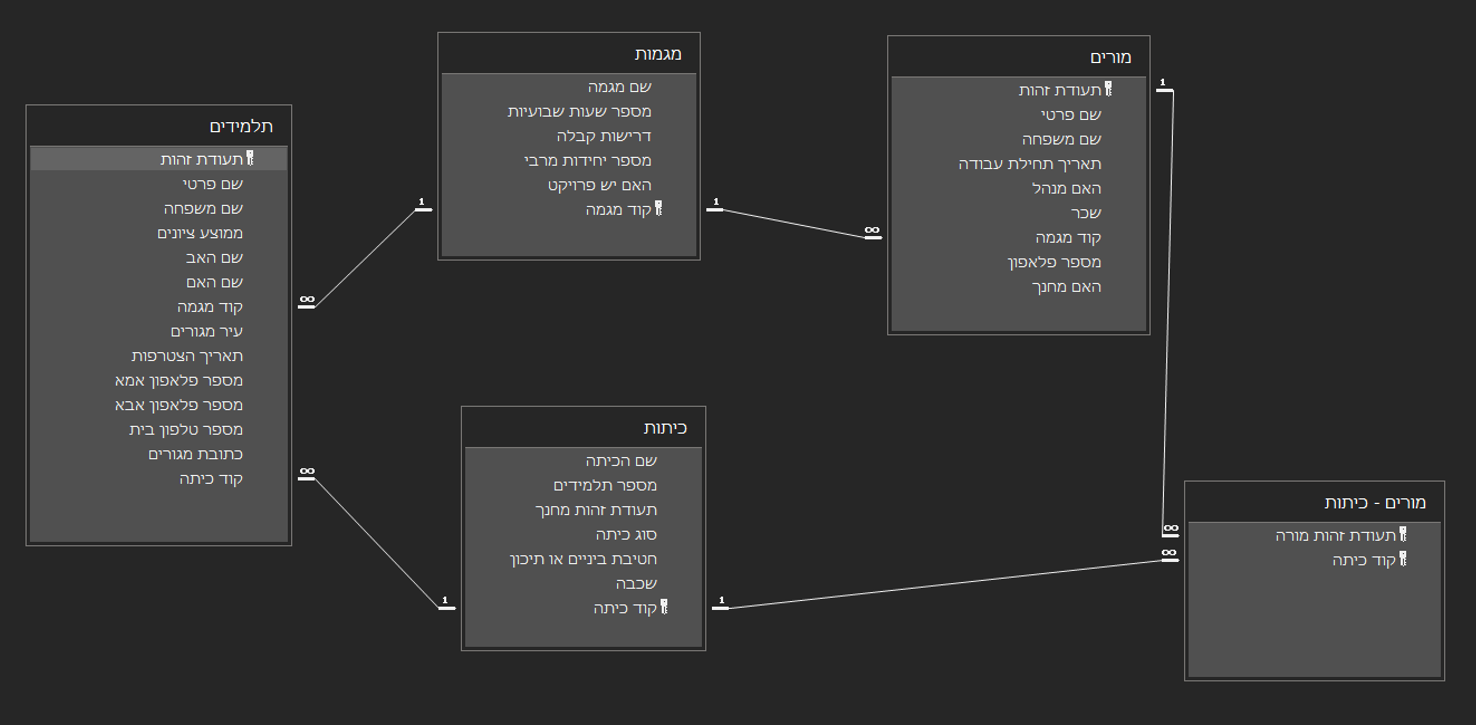 מורים
תעודת זהות
שם פרטי
שם משפחה
תאריך תחילת עבודה
האם מנהל
שכר
קוד מגמה
מספר פלאפון
האם מחנך
מגמות
שם מגמה
מספר שעות שבועיות
דרישות קבלה
מספר יחידות מרבי
האם יש פרויקט
קוד מגמה
תלמידים
תעודת זהות
שם פרטי
שם משפחה
ממוצע ציונים
שם האב
שם האם
קוד מגמה
עיר מגורים
תאריך הצטרפות
מספר פלאפון אמא
מספר פלאפון אבא
מספר טלפון בית
כתובת מגורים
קוד כיתה
מורים - כיתות
תעודת זהות מורה
קוד כיתה
כיתות
שם הכיתה
מספר תלמידים
תעודת זהות מחנך
סוג כיתה
חטיבת ביניים או תיכון
שכבה
קוד כיתה
1
∞
1
1
∞
∞
∞
∞
1
1